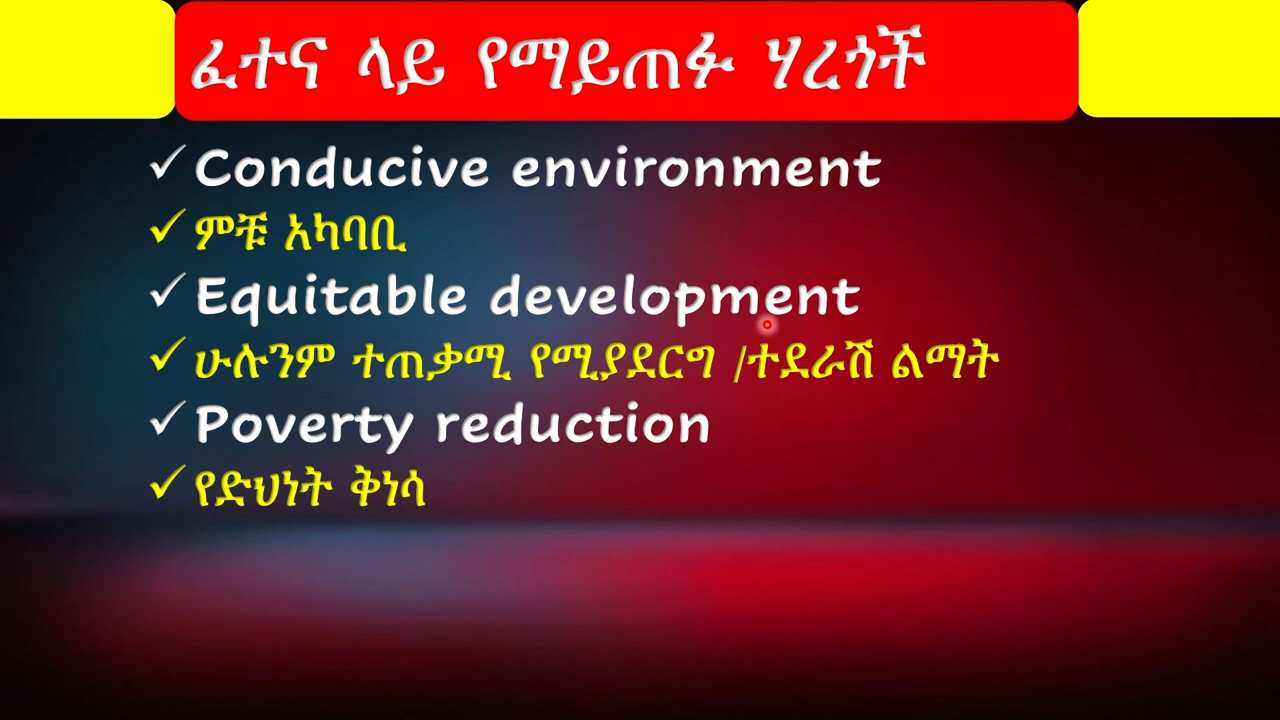 ፈተና ላይ የማይጠፉ ሃረጎች
✓ Conducive environment
✓ ምቹ አካባቢ
✓ Equitable development
✓ ሁሉንም ተጠቃሚ የሚያደርግ /ተደራሽ ልማት
✓ Poverty reduction
✓ የድህነት ቅነሳ